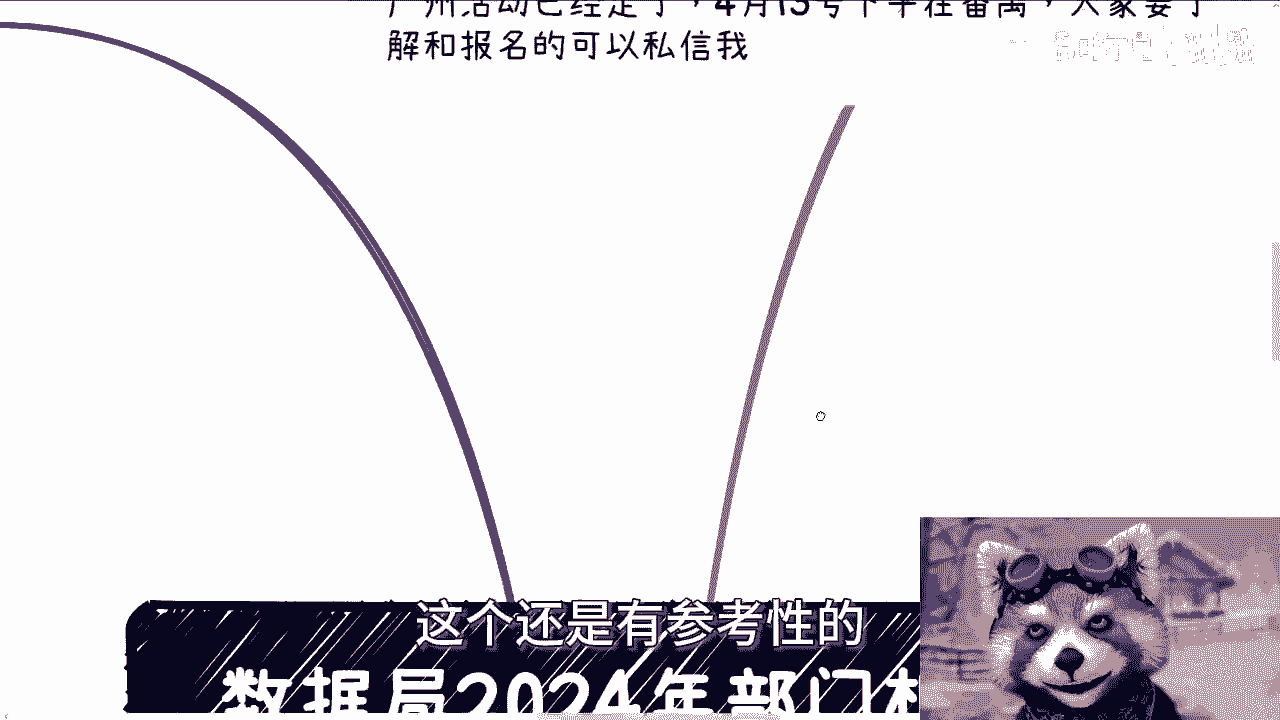 广州活动已经定了，4月13号下午在番禺，大家要了
解和报名的可以私信我
这个还是有参考性的
数据局2024年部门